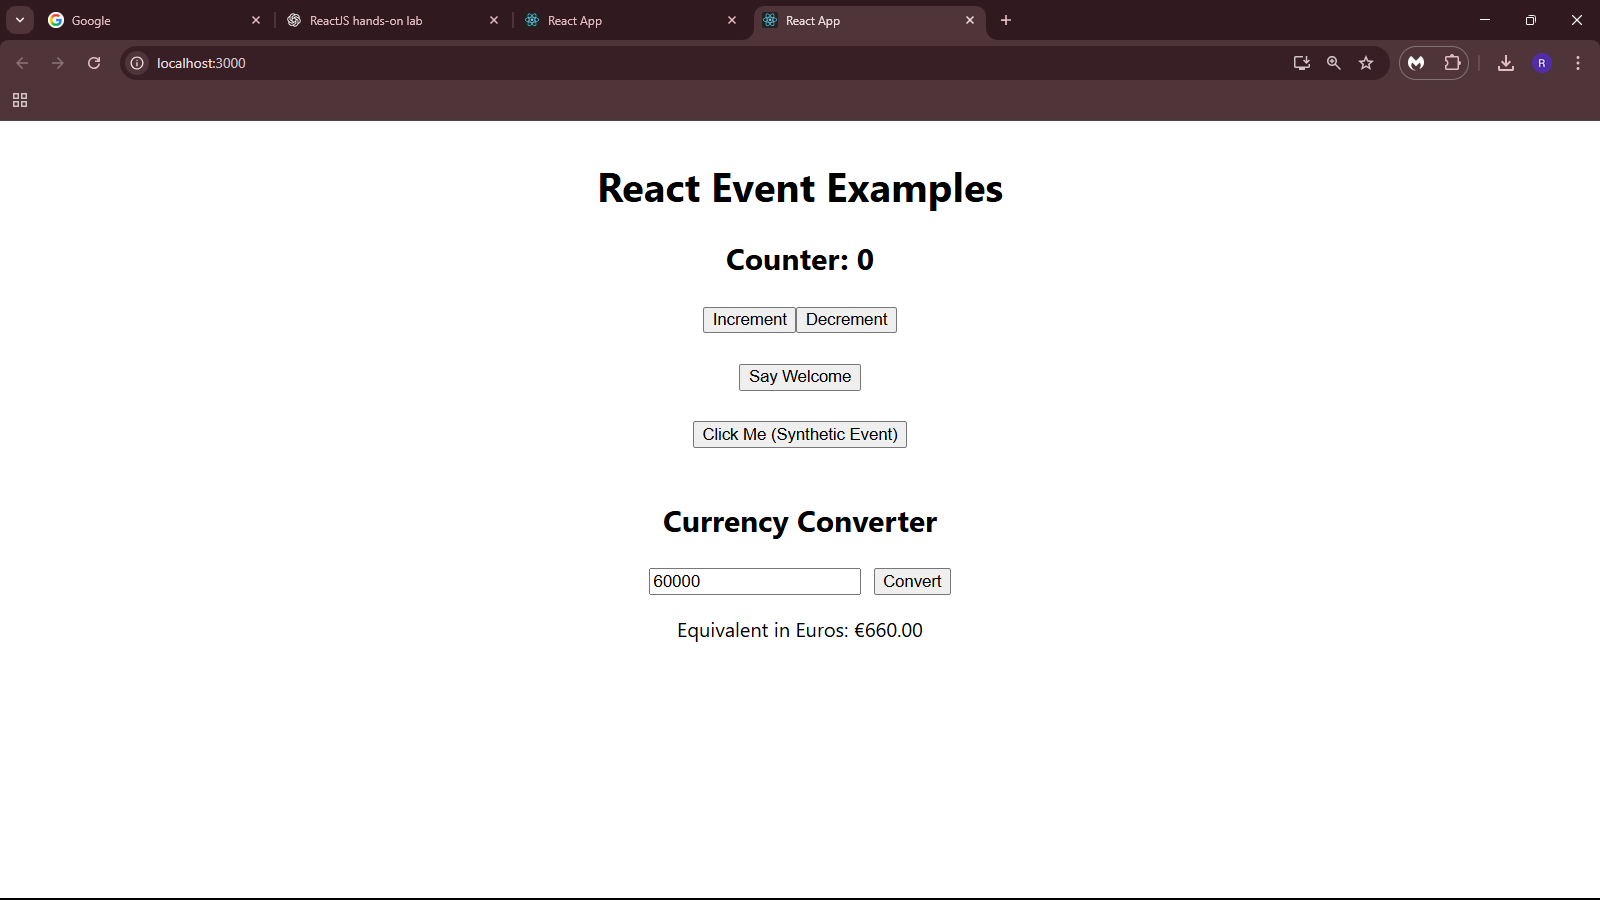 Google
ReactJS hands-on lab
React App
React App
localhost:3000
R
React Event Examples
Counter: 0
Increment Decrement
Say Welcome
Click Me (Synthetic Event)
Currency Converter
60000 Convert
Equivalent in Euros: €660.00